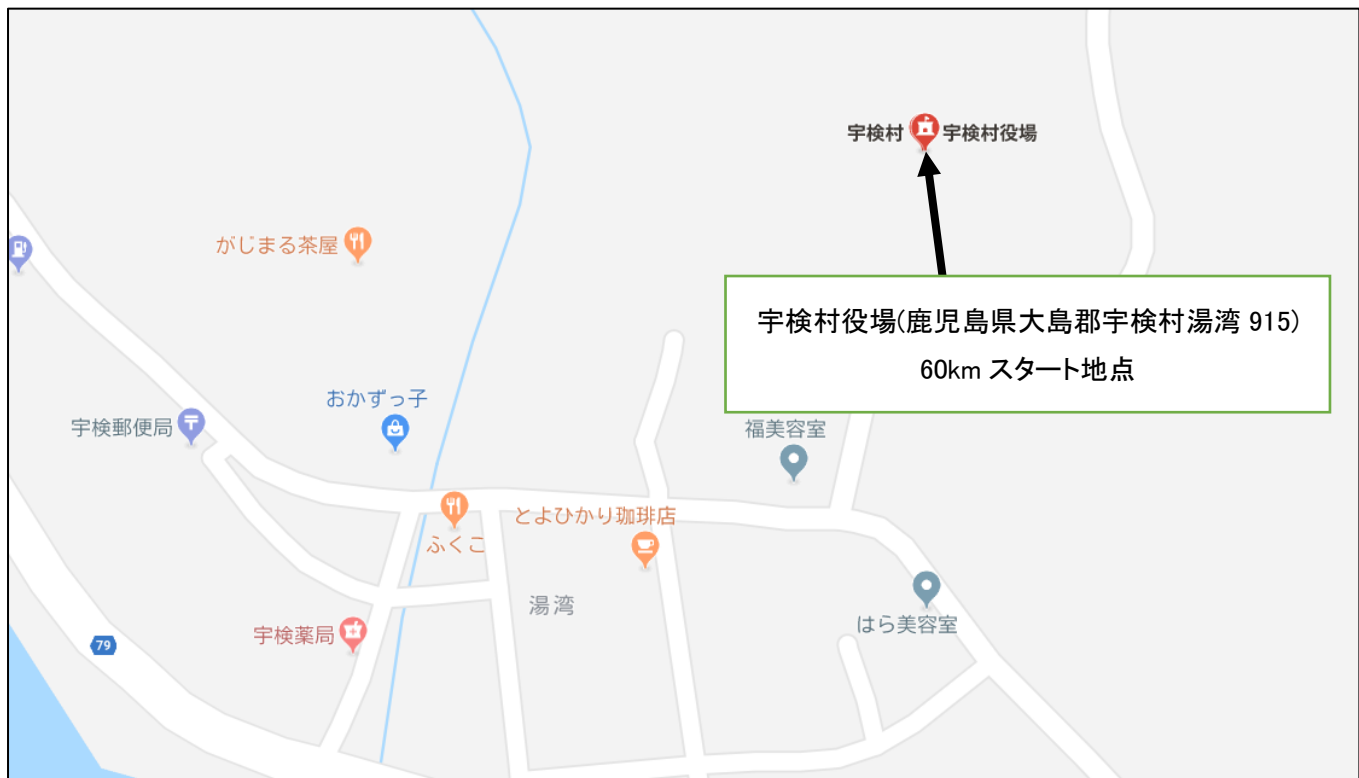 宇検村 宇検村役場
がじまる茶屋
宇検村役場(鹿児島県大島郡宇検村湯湾 915)
60km スタート地点
おかずっ子
宇検郵便局
福美容室
とよひかり珈琲店
ふくこ
湯湾
はら美容室
宇検薬局
79